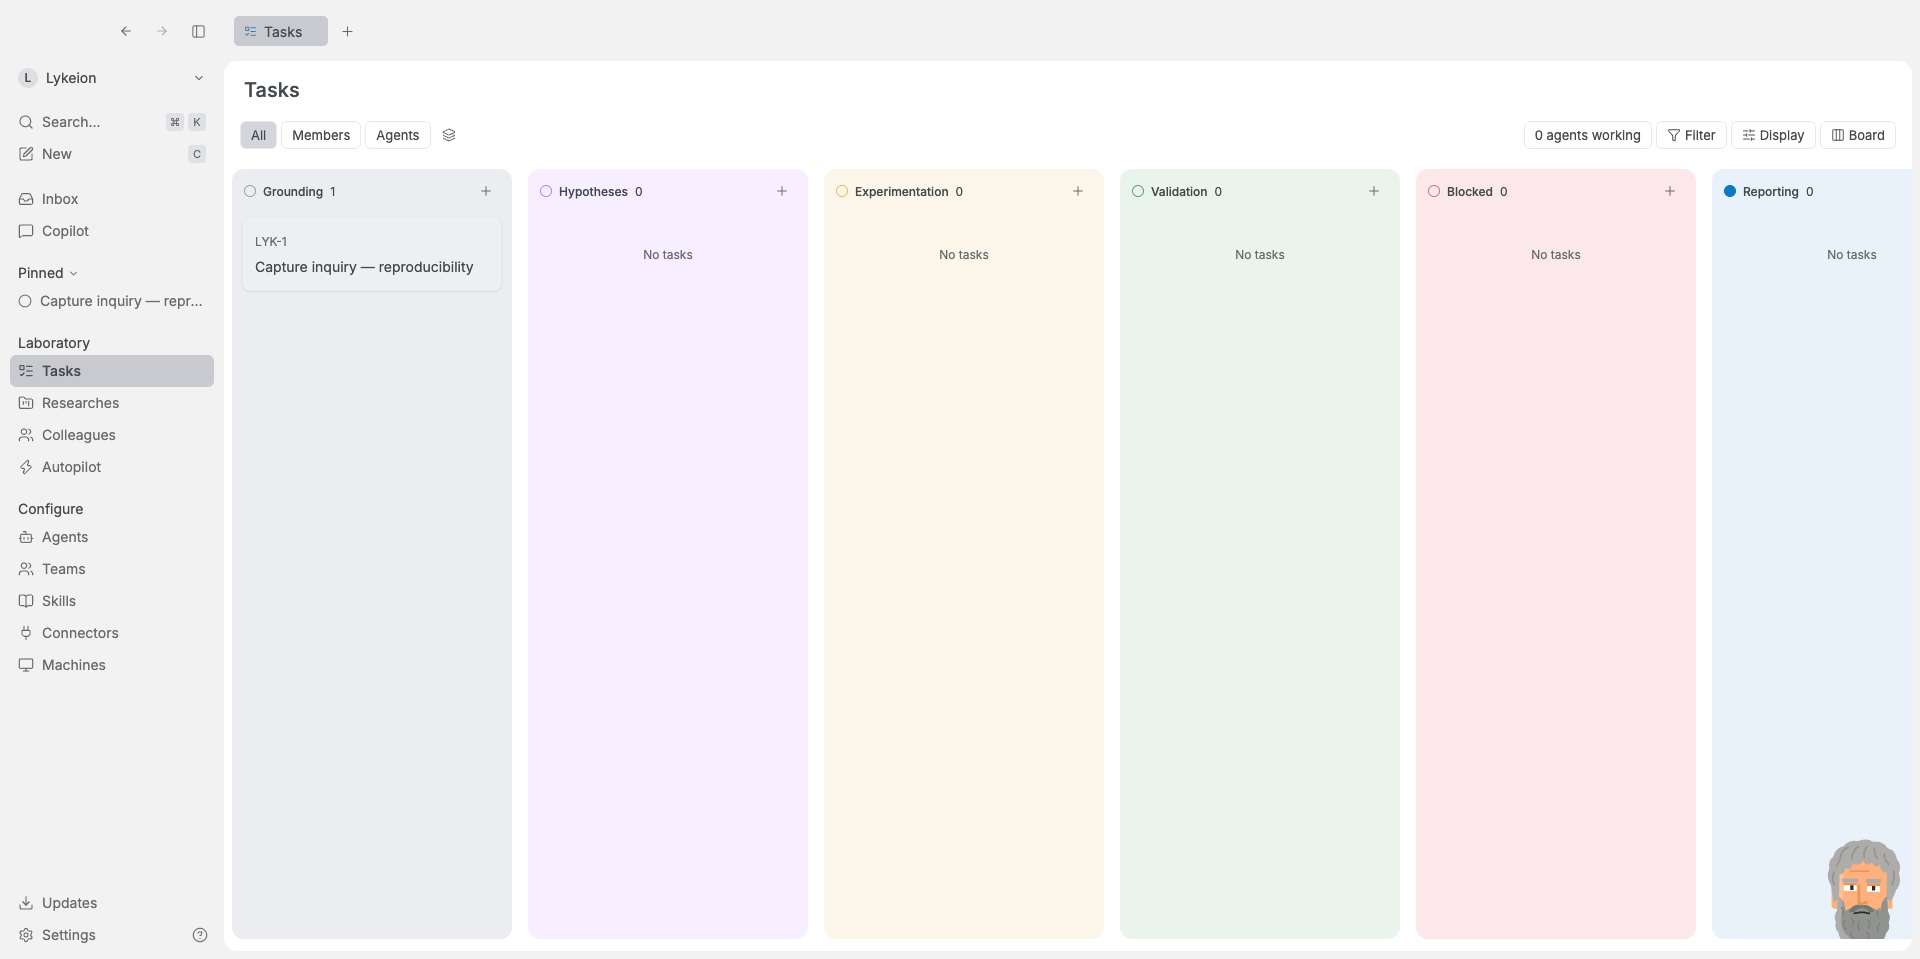 Tasks
L Lykeion
Search... ⌘ K
New C
Inbox
Copilot
Pinned
Capture inquiry — repr...
Laboratory
Tasks
Researches
Colleagues
Autopilot
Configure
Agents
Teams
Skills
Connectors
Machines
Updates
Settings
Tasks
All Members Agents
0 agents working Filter Display Board
Grounding 1
LYK-1
Capture inquiry — reproducibility
Hypotheses 0
No tasks
Experimentation 0
No tasks
Validation 0
No tasks
Blocked 0
No tasks
Reporting 0
No tasks